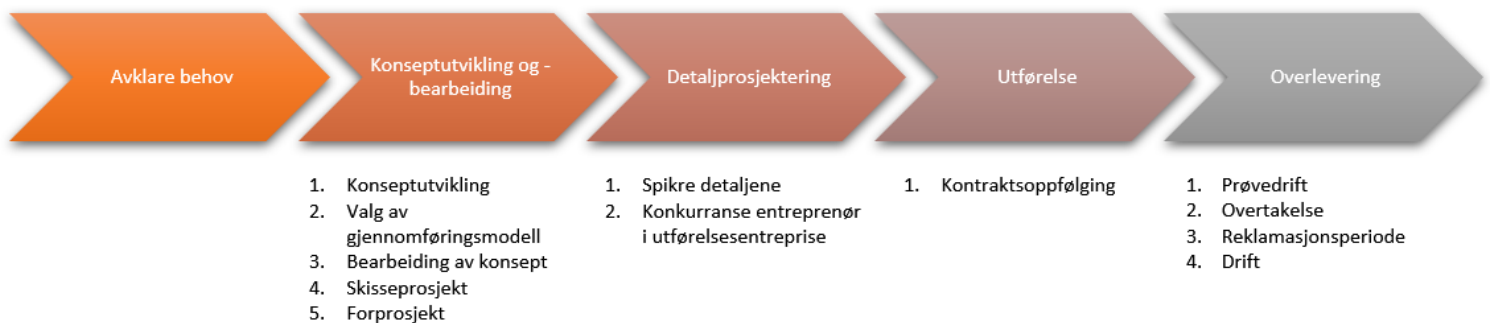 Avklare behov
Konseptutvikling og -
bearbeiding
Detaljprosjektering
Utførelse
Overlevering
1. Konseptutvikling
2. Valg av
gjennomføringsmodell
3. Bearbeiding av konsept
4. Skisseprosjekt
5. Forprosjekt
1. Spikre detaljene
2. Konkurranse entreprenør
i utførelsesentreprise
1. Kontraktsoppfølging
1. Prøvedrift
2. Overtakelse
3. Reklamasjonsperiode
4. Drift